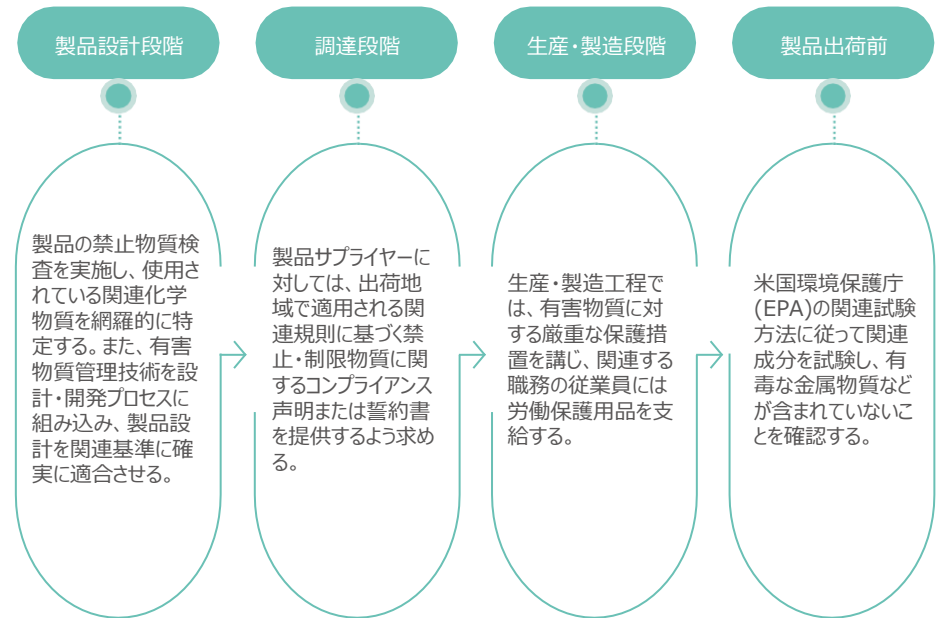 製品設計段階
製品の禁止物質検
査を実施し、使用さ
れている関連化学
物質を網羅的に特
定する。また、有害
物質管理技術を設
計・開発プロセスに
組み込み、製品設
計を関連基準に確
実に適合させる。
調達段階
製品サプライヤーに
対しては、出荷地
域で適用される関
連規則に基づく禁
止・制限物質に関
するコンプライアンス
声明または誓約書
を提供するよう求め
る。
生産・製造段階
生産・製造工程で
は、有害物質に対
する厳重な保護措
置を講じ、関連する
職務の従業員には
労働保護用品を支
給する。
製品出荷前
米国環境保護庁
(EPA)の関連試験
方法に従って関連
成分を試験し、有
毒な金属物質など
が含まれていないこ
とを確認する。